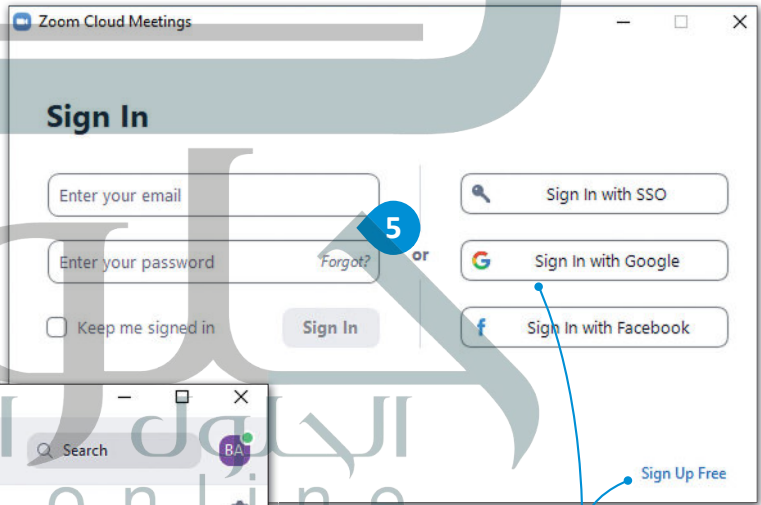 Zoom Cloud Meetings
Sign In
Enter your email
Sign In with SSO
5
Enter your password
Forgot?
or
Sign In with Google
Keep me signed in
Sign In
Sign In with Facebook
Search
BA
Sign Up Free
الحلول
online